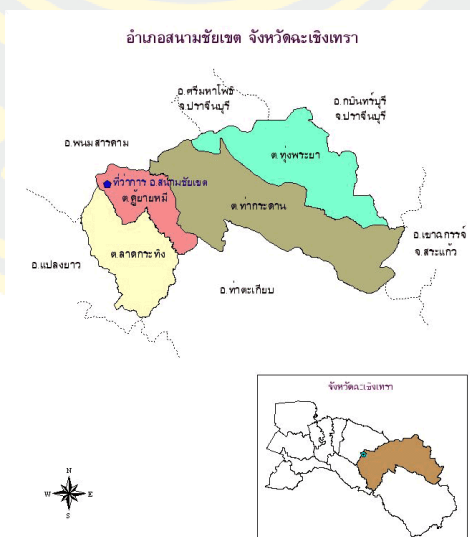 อำเภอสนามชัยเขต จังหวัดฉะเชิงเทรา
อ.ศรีมหาโพธิ
จ.ปราจีนบุรี
อ.กบินทร์บุรี
จ.ปราจีนบุรี
อ.พนมสารคาม
ต.ทุ่งพระยา
ที่ว่าการ อ.สนามชัยเขต
ต.คู้ยายหมี
ต.ท่ากระดาน
อ.เขาฉกรรจ์
จ.สระแก้ว
ต.ลาดกระทิง
อ.แปลงยาว
อ.ท่าตะเกียบ
จังหวัดฉะเชิงเทรา
N
W
E
S